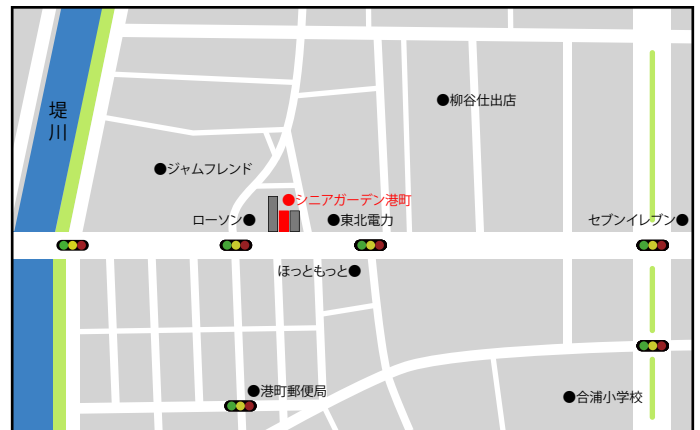 柳谷仕出店
堤川
ジャムフレンド
シニアガーデン港町
ローソン
東北電力
セブンイレブン
ほっともっと
港町郵便局
合浦小学校